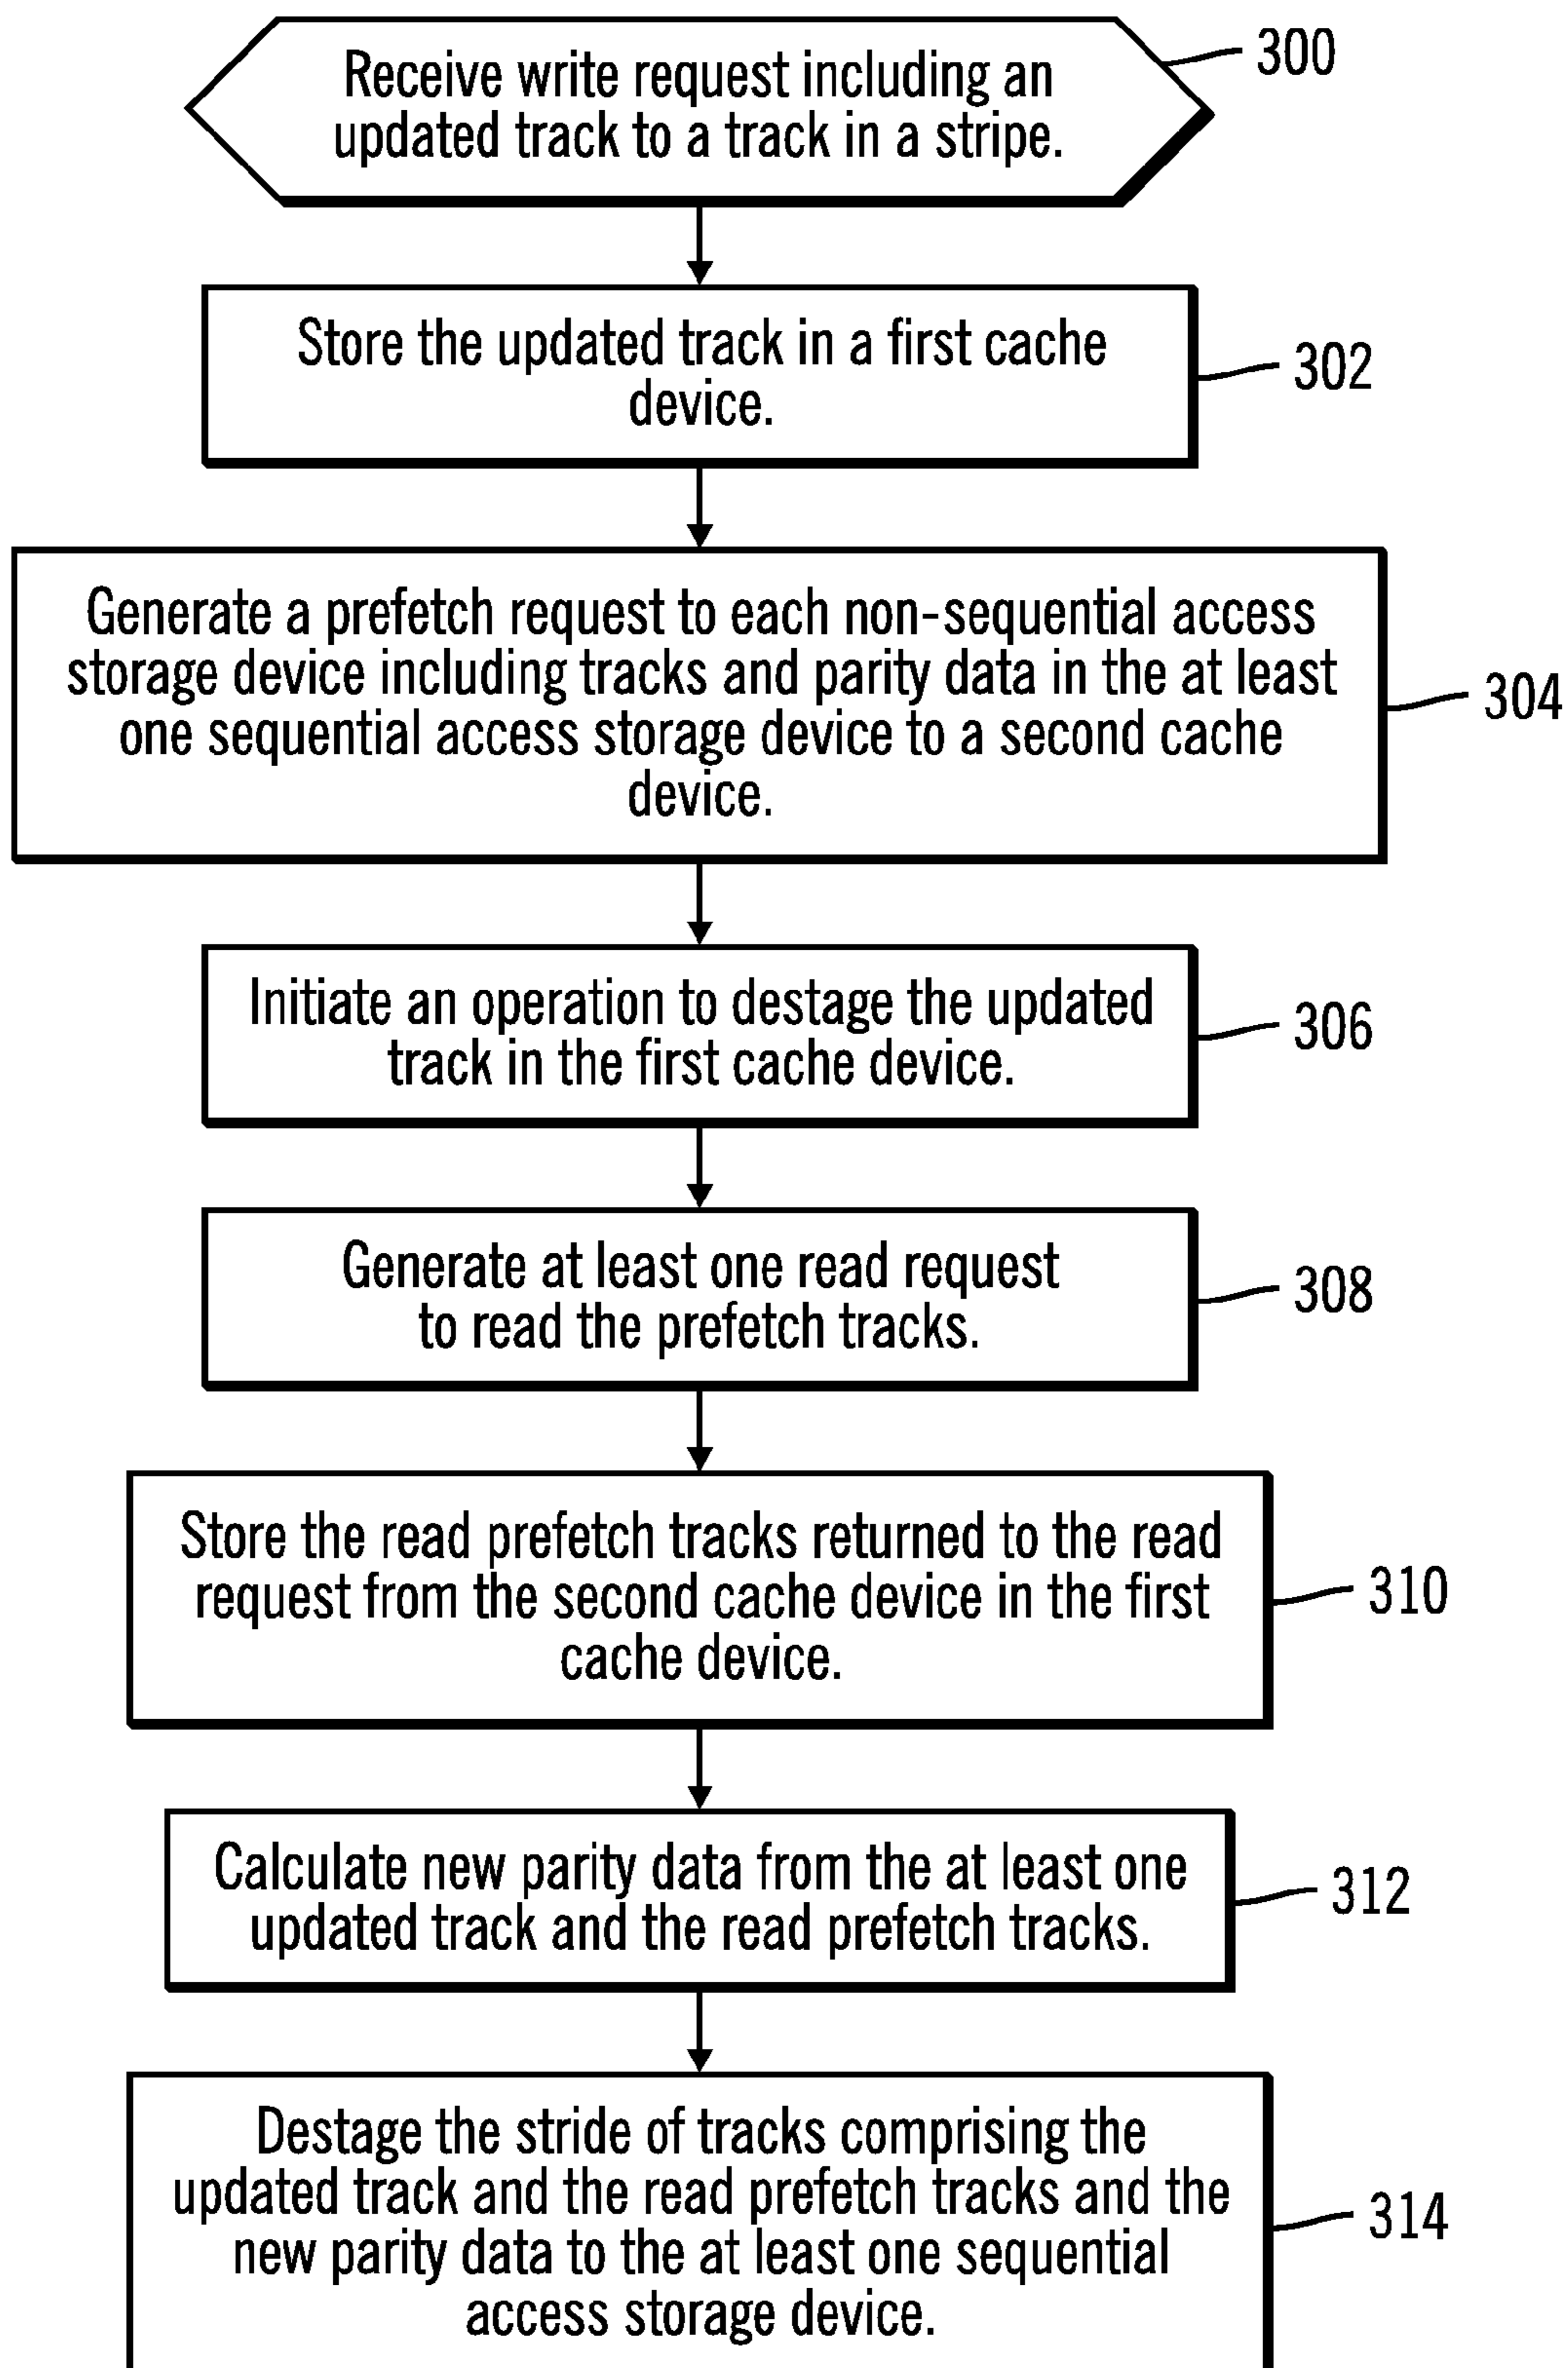 Receive write request including an
updated track to a track in a stripe.
300
Store the updated track in a first cache
device.
302
Generate a prefetch request to each non-sequential access
storage device including tracks and parity data in the at least
one sequential access storage device to a second cache
device.
304
Initiate an operation to destage the updated
track in the first cache device.
306
Generate at least one read request
to read the prefetch tracks.
308
Store the read prefetch tracks returned to the read
request from the second cache device in the first
cache device.
310
Calculate new parity data from the at least one
updated track and the read prefetch tracks.
312
Destage the stride of tracks comprising the
updated track and the read prefetch tracks and the
new parity data to the at least one sequential
access storage device.
314